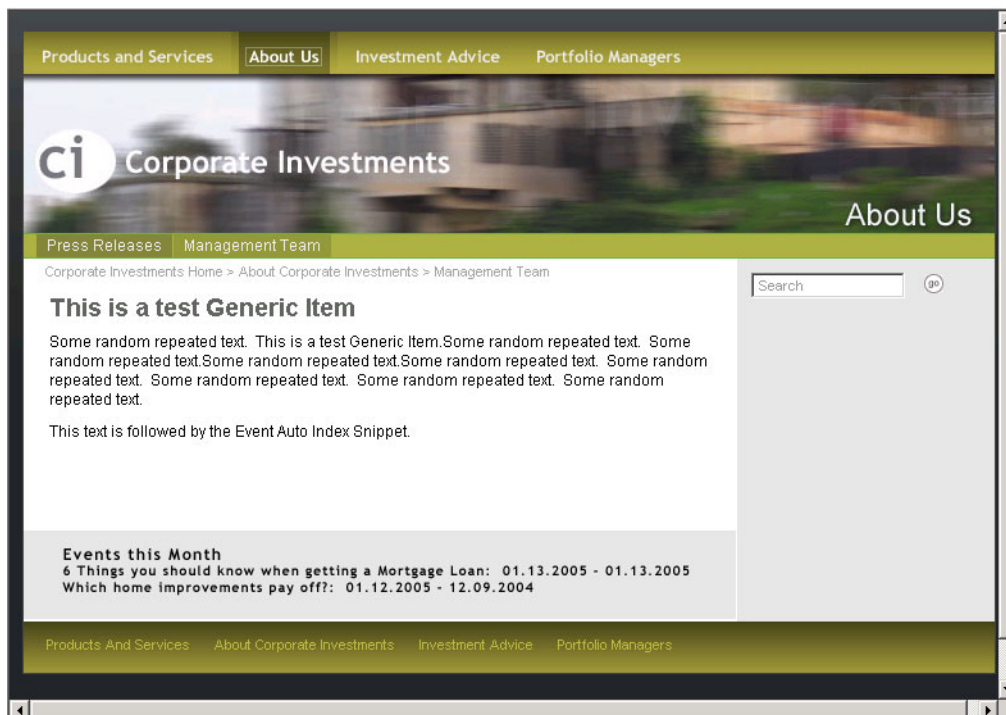 Products and Services About Us Investment Advice Portfolio Managers
ci Corporate Investments
About Us
Press Releases Management Team
Corporate Investments Home > About Corporate Investments > Management Team
Search go
This is a test Generic Item
Some random repeated text. This is a test Generic Item.Some random repeated text. Some
random repeated text.Some random repeated text.Some random repeated text. Some random
repeated text. Some random repeated text. Some random repeated text. Some random
repeated text.
This text is followed by the Event Auto Index Snippet.
Events this Month
6 Things you should know when getting a Mortgage Loan: 01.13.2005 - 01.13.2005
Which home improvements pay off?: 01.12.2005 - 12.09.2004
Products And Services About Corporate Investments Investment Advice Portfolio Managers